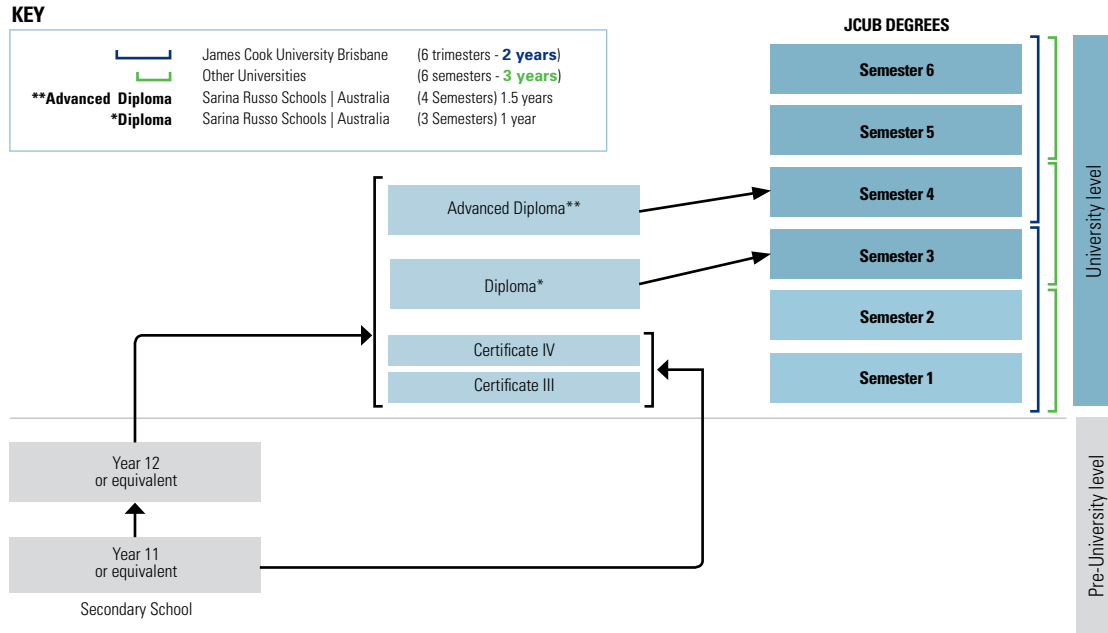 KEY
James Cook University Brisbane (6 trimesters - 2 years)
Other Universities (6 semesters - 3 years)
**Advanced Diploma Sarina Russo Schools | Australia (4 Semesters) 1.5 years
*Diploma Sarina Russo Schools | Australia (3 Semesters) 1 year
JCUB DEGREES
Semester 6
Semester 5
Semester 4
Semester 3
Semester 2
Semester 1
University level
Advanced Diploma**
Diploma*
Certificate IV
Certificate III
Year 12
or equivalent
Year 11
or equivalent
Secondary School
Pre-University level